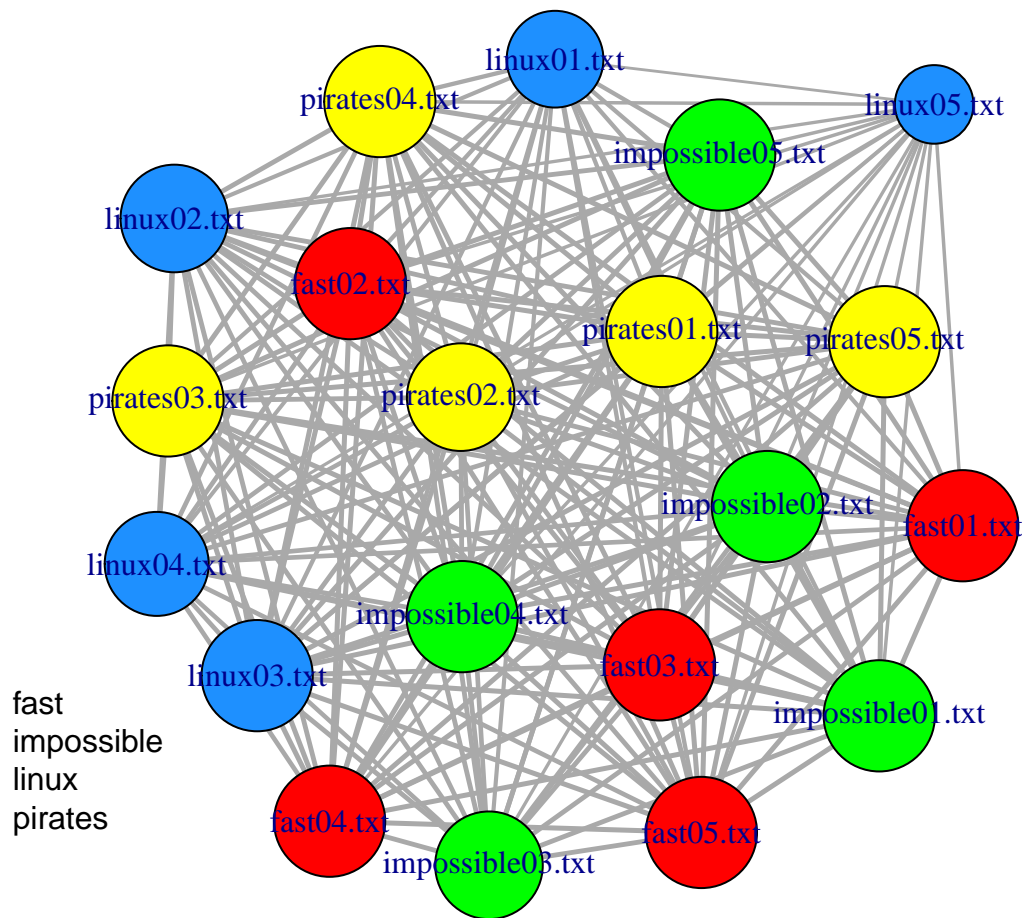 linux01.txt
pirates04.txt
linux05.txt
impossible05.txt
linux02.txt
fast02.txt
pirates01.txt
pirates05.txt
pirates03.txt
pirates02.txt
impossible02.txt
fast01.txt
linux04.txt
impossible04.txt
fast03.txt
linux03.txt
impossible01.txt
fast
impossible
linux
pirates
fast04.txt
fast05.txt
impossible03.txt